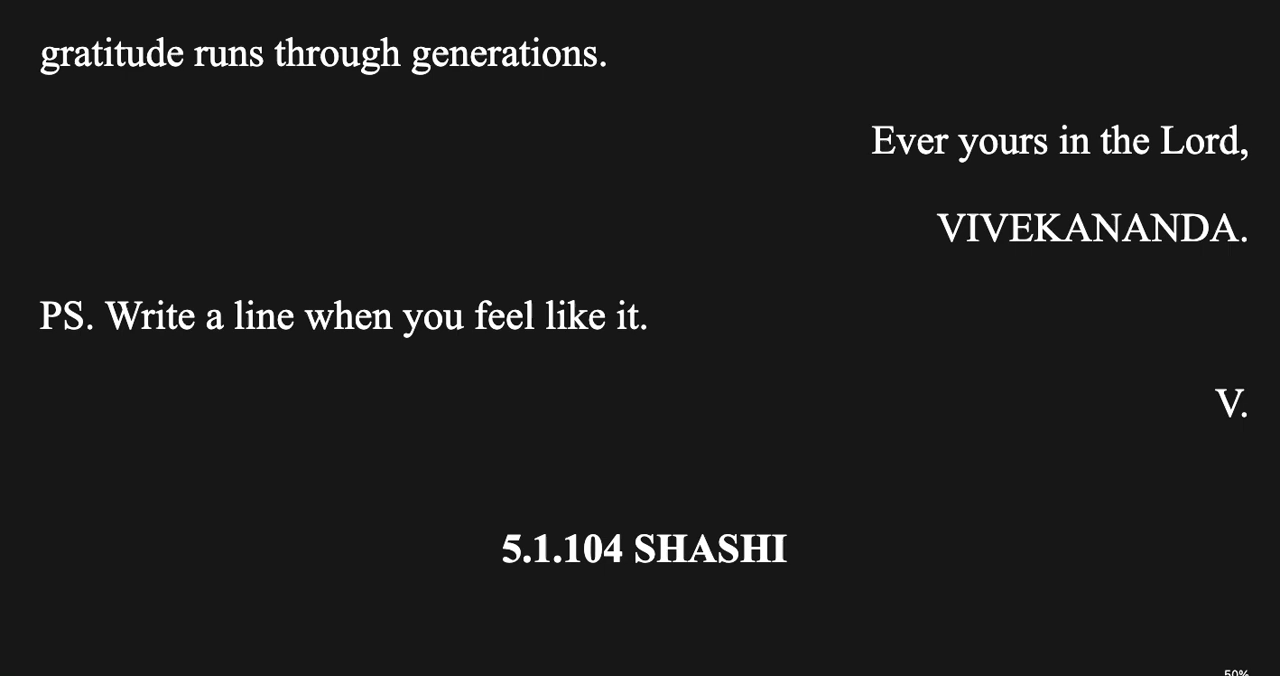 gratitude runs through generations.
Ever yours in the Lord,
VIVEKANANDA.
PS. Write a line when you feel like it.
V.
5.1.104 SHASHI
50%